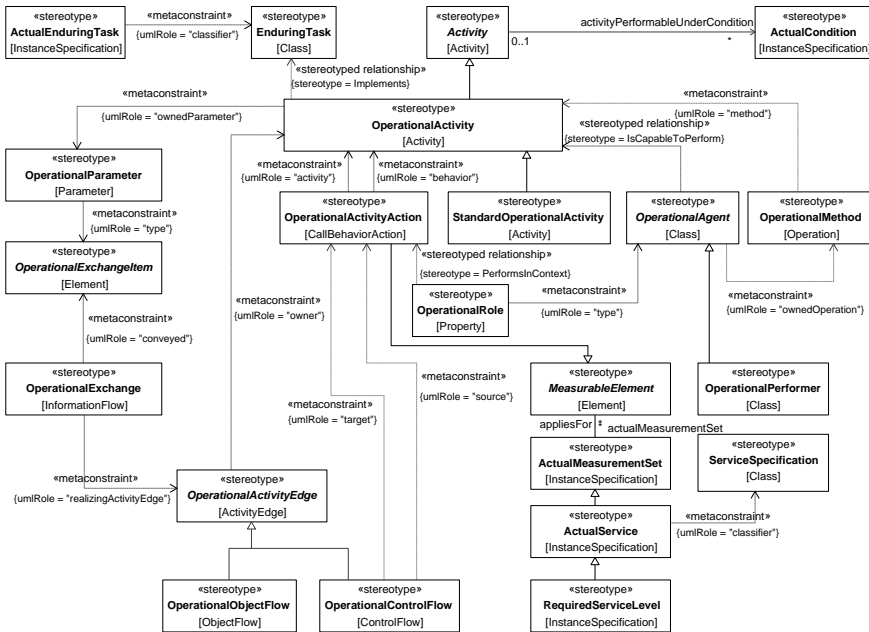 «stereotype»
ActualEnduringTask
[InstanceSpecification]
«metaconstraint»
{umlRole = "classifier"}
«stereotype»
EnduringTask
[Class]
«stereotype»
Activity
[Activity]
activityPerformableUnderCondition
0..1
*
«stereotype»
ActualCondition
[InstanceSpecification]
«stereotyped relationship»
{stereotype = Implements}
«metaconstraint»
{umlRole = "ownedParameter"}
«stereotype»
OperationalActivity
[Activity]
«metaconstraint»
{umlRole = "method"}
«stereotyped relationship»
{stereotype = IsCapableToPerform}
«stereotype»
OperationalParameter
[Parameter]
«metaconstraint»
{umlRole = "activity"}
«metaconstraint»
{umlRole = "behavior"}
«stereotype»
OperationalActivityAction
[CallBehaviorAction]
«stereotype»
StandardOperationalActivity
[Activity]
«stereotype»
OperationalAgent
[Class]
«stereotype»
OperationalMethod
[Operation]
«metaconstraint»
{umlRole = "type"}
«stereotype»
OperationalExchangeItem
[Element]
«stereotyped relationship»
{stereotype = PerformsInContext}
«stereotype»
OperationalRole
[Property]
«metaconstraint»
{umlRole = "type"}
«metaconstraint»
{umlRole = "ownedOperation"}
«metaconstraint»
{umlRole = "conveyed"}
«metaconstraint»
{umlRole = "owner"}
«stereotype»
OperationalExchange
[InformationFlow]
«metaconstraint»
{umlRole = "source"}
«metaconstraint»
{umlRole = "target"}
«stereotype»
MeasurableElement
[Element]
«stereotype»
OperationalPerformer
[Class]
appliesFor
*
actualMeasurementSet
«stereotype»
ActualMeasurementSet
[InstanceSpecification]
«stereotype»
ServiceSpecification
[Class]
«metaconstraint»
{umlRole = "realizingActivityEdge"}
«stereotype»
OperationalActivityEdge
[ActivityEdge]
«stereotype»
ActualService
[InstanceSpecification]
«metaconstraint»
{umlRole = "classifier"}
«stereotype»
OperationalObjectFlow
[ObjectFlow]
«stereotype»
OperationalControlFlow
[ControlFlow]
«stereotype»
RequiredServiceLevel
[InstanceSpecification]